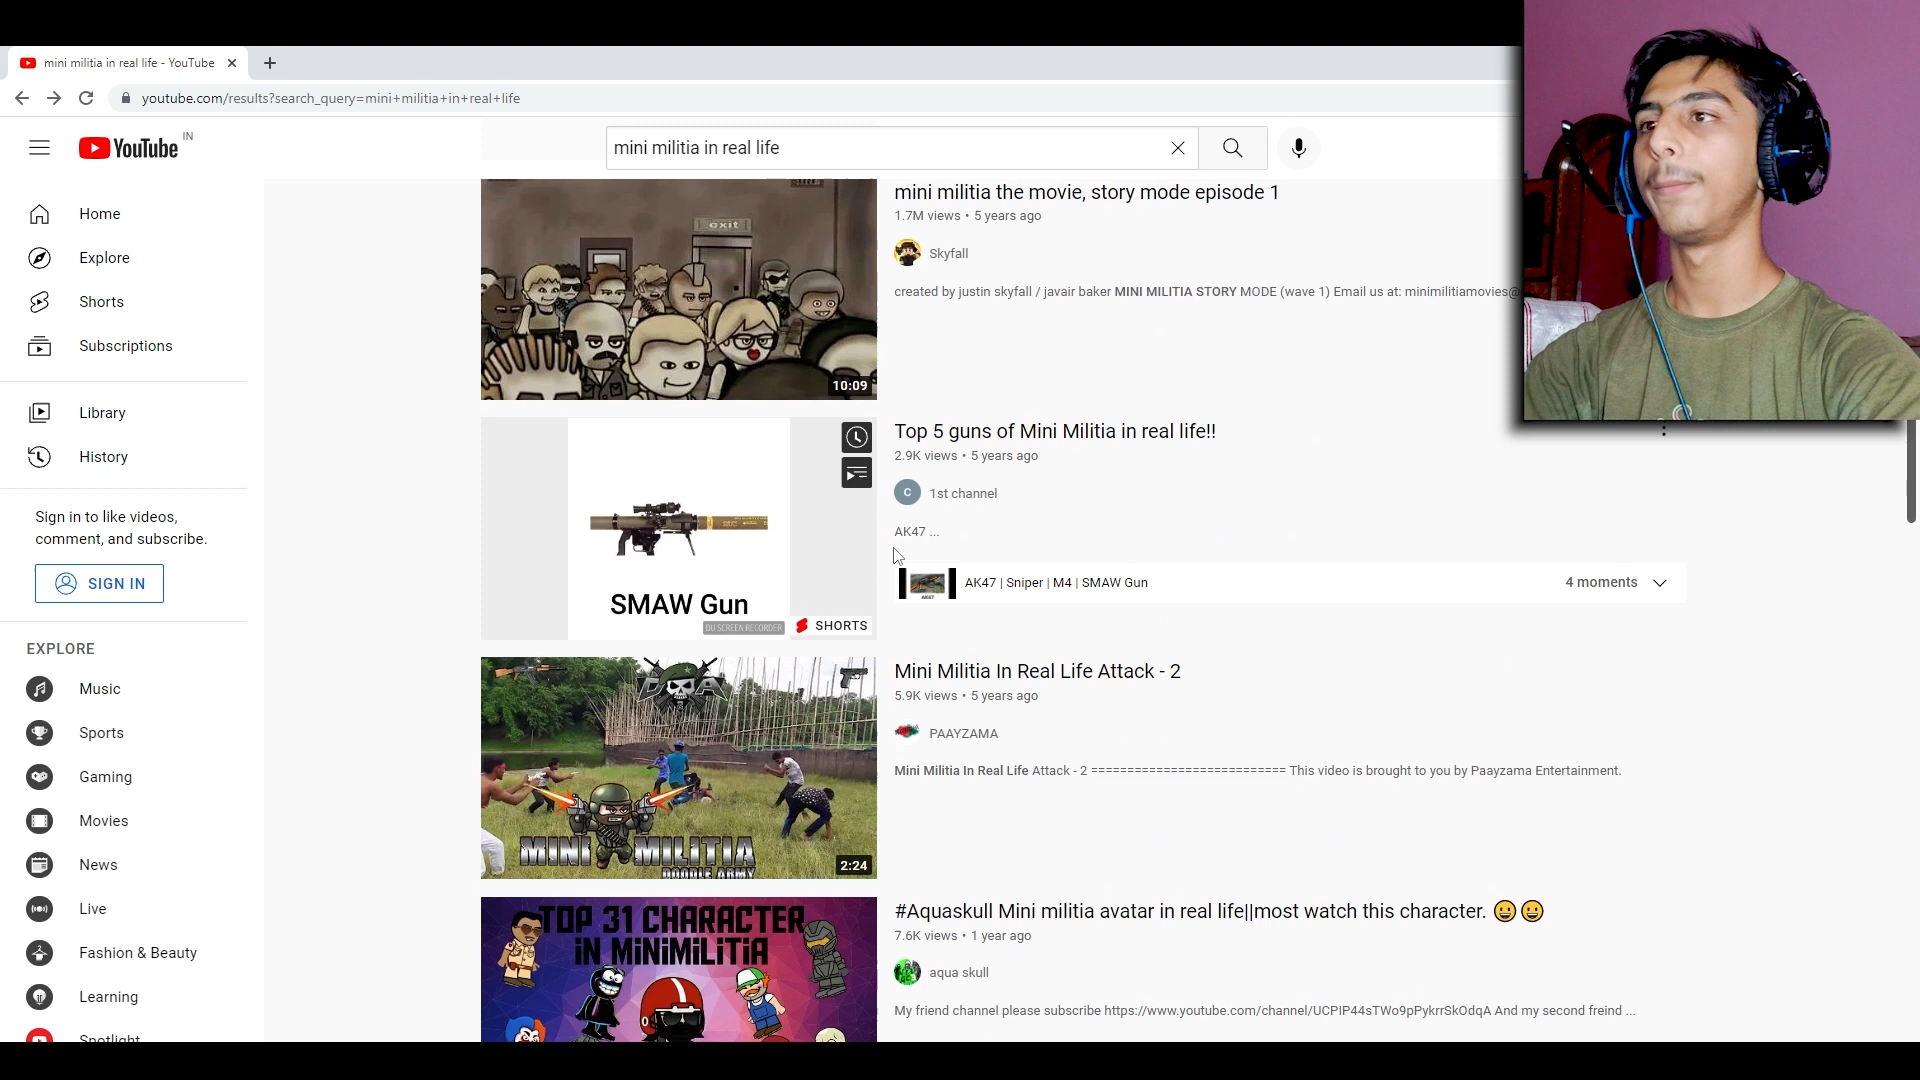 mini militia in real life - YouTube
youtube.com/results?search_query=mini+militia+in+real+life
YouTube IN
mini militia in real life
Home
Explore
Shorts
Subscriptions
Library
History
Sign in to like videos,
comment, and subscribe.
SIGN IN
EXPLORE
Music
Sports
Gaming
Movies
News
Live
Fashion & Beauty
Learning
Spotlight
exit
10:09
mini militia the movie, story mode episode 1
1.7M views • 5 years ago
Skyfall
created by justin skyfall / javair baker MINI MILITIA STORY MODE (wave 1) Email us at: minimilitiamovies@
SMAW Gun
DU SCREEN RECORDER
SHORTS
Top 5 guns of Mini Militia in real life!!
2.9K views • 5 years ago
C 1st channel
AK47 ...
AK47
AK47 | Sniper | M4 | SMAW Gun
4 moments
DA
MINI MILITIA
DOODLE ARMY
2:24
Mini Militia In Real Life Attack - 2
5.9K views • 5 years ago
PAAYZAMA
Mini Militia In Real Life Attack - 2 =========================== This video is brought to you by Paayzama Entertainment.
TOP 31 CHARACTER
IN MINIMILITIA
#Aquaskull Mini militia avatar in real life||most watch this character. 😀😀
7.6K views • 1 year ago
aqua skull
My friend channel please subscribe https://www.youtube.com/channel/UCPIP44sTWo9pPykrrSkOdqA And my second freind ...